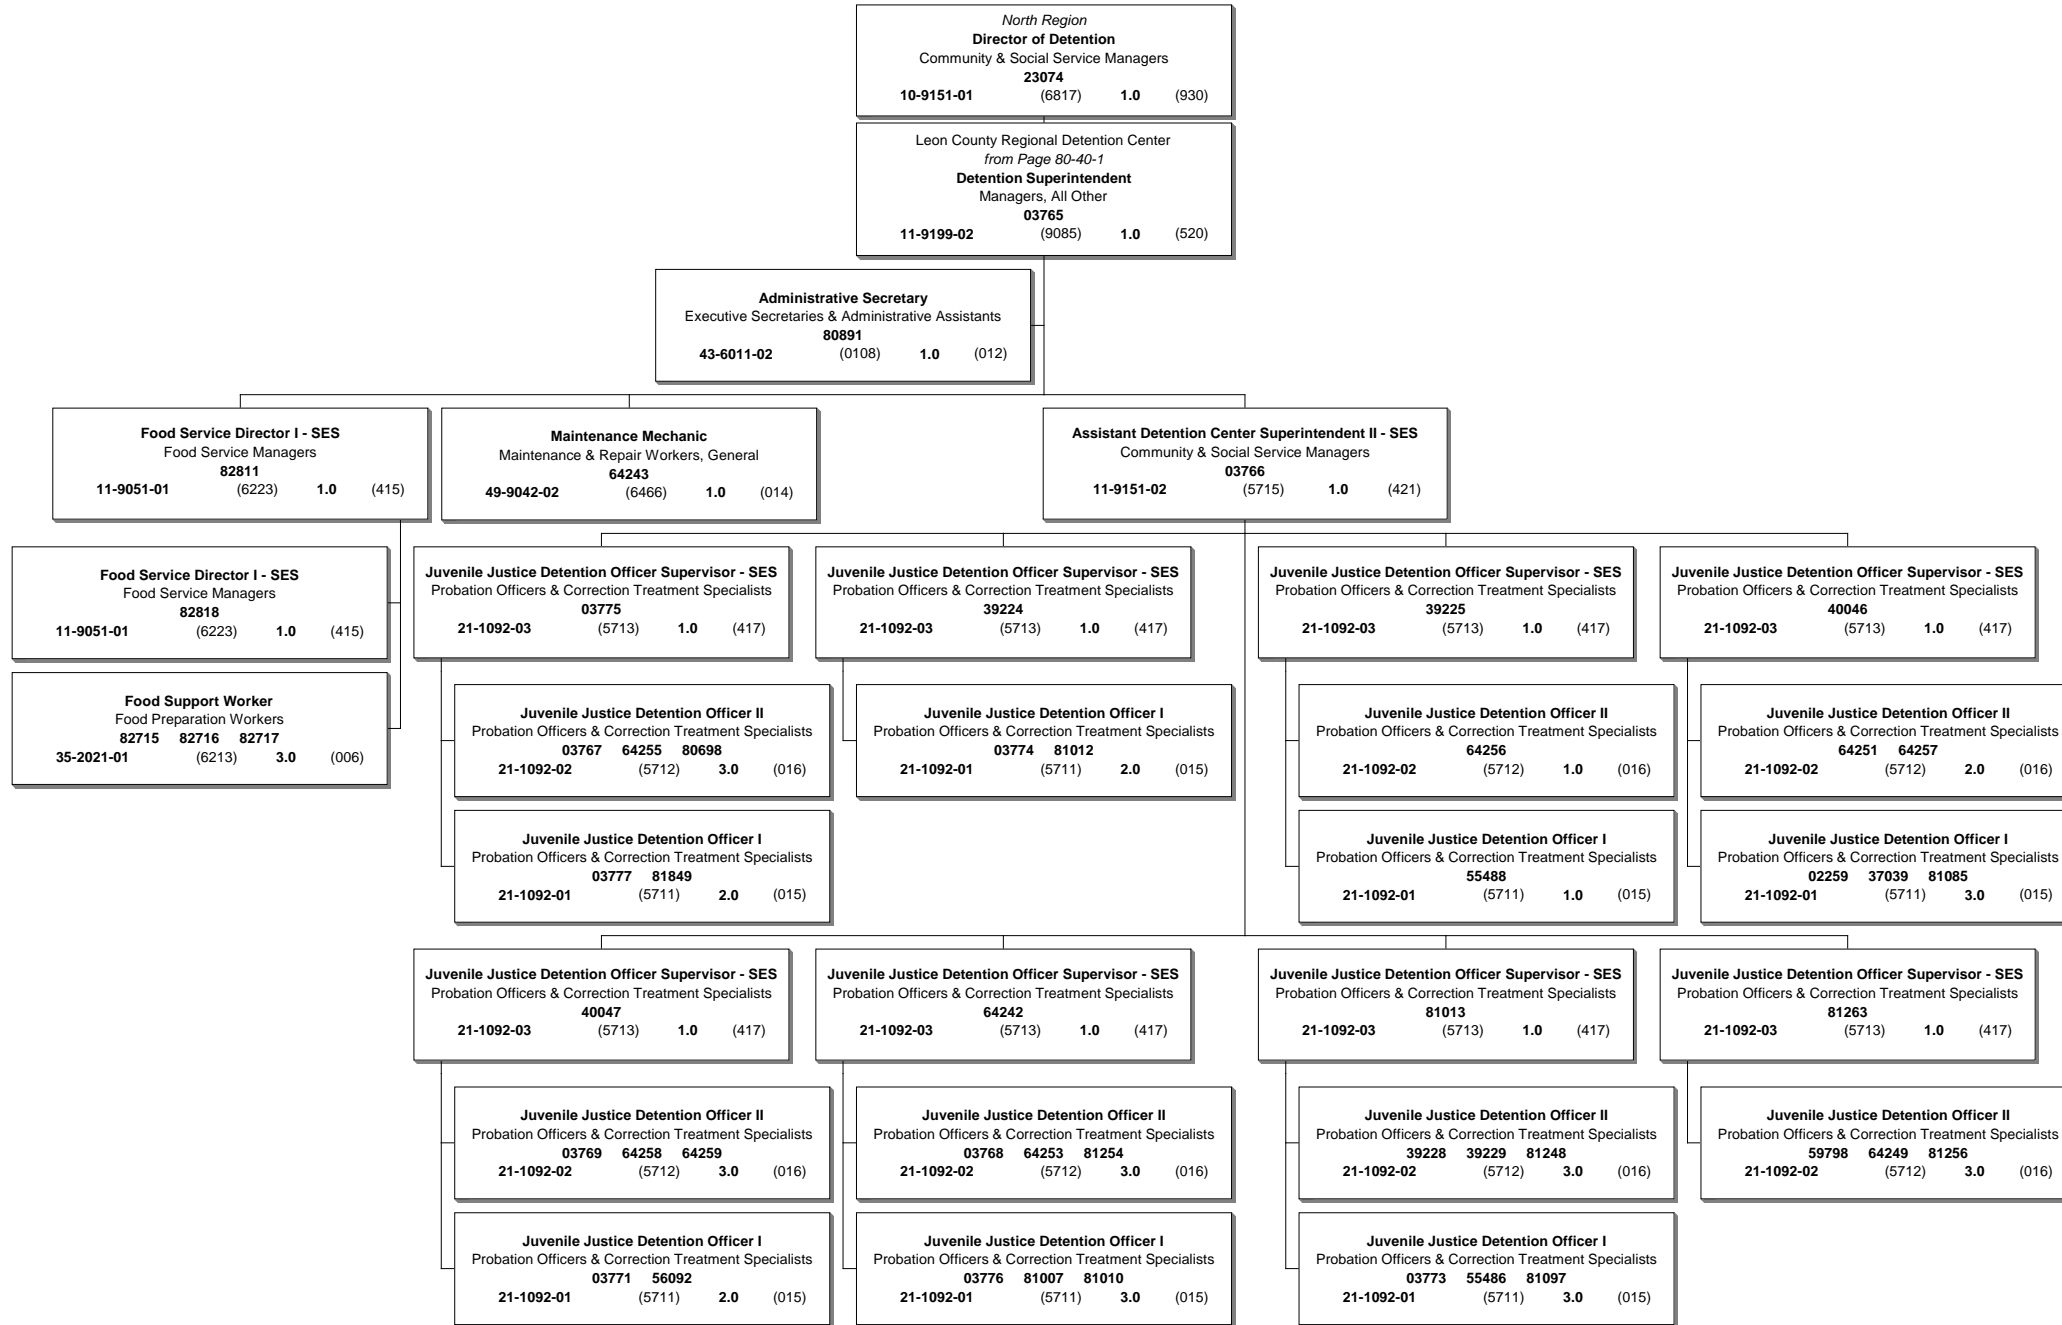 North Region
Director of Detention
Community & Social Service Managers
23074
10-9151-01 (6817) 1.0 (930)
Leon County Regional Detention Center
from Page 80-40-1
Detention Superintendent
Managers, All Other
03765
11-9199-02 (9085) 1.0 (520)
Administrative Secretary
Executive Secretaries & Administrative Assistants
80891
43-6011-02 (0108) 1.0 (012)
Food Service Director I - SES
Food Service Managers
82811
11-9051-01 (6223) 1.0 (415)
Maintenance Mechanic
Maintenance & Repair Workers, General
64243
49-9042-02 (6466) 1.0 (014)
Assistant Detention Center Superintendent II - SES
Community & Social Service Managers
03766
11-9151-02 (5715) 1.0 (421)
Food Service Director I - SES
Food Service Managers
82818
11-9051-01 (6223) 1.0 (415)
Food Support Worker
Food Preparation Workers
82715 82716 82717
35-2021-01 (6213) 3.0 (006)
Juvenile Justice Detention Officer Supervisor - SES
Probation Officers & Correction Treatment Specialists
03775
21-1092-03 (5713) 1.0 (417)
Juvenile Justice Detention Officer II
Probation Officers & Correction Treatment Specialists
03767 64255 80698
21-1092-02 (5712) 3.0 (016)
Juvenile Justice Detention Officer I
Probation Officers & Correction Treatment Specialists
03777 81849
21-1092-01 (5711) 2.0 (015)
Juvenile Justice Detention Officer Supervisor - SES
Probation Officers & Correction Treatment Specialists
39224
21-1092-03 (5713) 1.0 (417)
Juvenile Justice Detention Officer I
Probation Officers & Correction Treatment Specialists
03774 81012
21-1092-01 (5711) 2.0 (015)
Juvenile Justice Detention Officer Supervisor - SES
Probation Officers & Correction Treatment Specialists
39225
21-1092-03 (5713) 1.0 (417)
Juvenile Justice Detention Officer II
Probation Officers & Correction Treatment Specialists
64256
21-1092-02 (5712) 1.0 (016)
Juvenile Justice Detention Officer I
Probation Officers & Correction Treatment Specialists
55488
21-1092-01 (5711) 1.0 (015)
Juvenile Justice Detention Officer Supervisor - SES
Probation Officers & Correction Treatment Specialists
40046
21-1092-03 (5713) 1.0 (417)
Juvenile Justice Detention Officer II
Probation Officers & Correction Treatment Specialists
64251 64257
21-1092-02 (5712) 2.0 (016)
Juvenile Justice Detention Officer I
Probation Officers & Correction Treatment Specialists
02259 37039 81085
21-1092-01 (5711) 3.0 (015)
Juvenile Justice Detention Officer Supervisor - SES
Probation Officers & Correction Treatment Specialists
40047
21-1092-03 (5713) 1.0 (417)
Juvenile Justice Detention Officer II
Probation Officers & Correction Treatment Specialists
03769 64258 64259
21-1092-02 (5712) 3.0 (016)
Juvenile Justice Detention Officer I
Probation Officers & Correction Treatment Specialists
03771 56092
21-1092-01 (5711) 2.0 (015)
Juvenile Justice Detention Officer Supervisor - SES
Probation Officers & Correction Treatment Specialists
64242
21-1092-03 (5713) 1.0 (417)
Juvenile Justice Detention Officer II
Probation Officers & Correction Treatment Specialists
03768 64253 81254
21-1092-02 (5712) 3.0 (016)
Juvenile Justice Detention Officer I
Probation Officers & Correction Treatment Specialists
03776 81007 81010
21-1092-01 (5711) 3.0 (015)
Juvenile Justice Detention Officer Supervisor - SES
Probation Officers & Correction Treatment Specialists
81013
21-1092-03 (5713) 1.0 (417)
Juvenile Justice Detention Officer II
Probation Officers & Correction Treatment Specialists
39228 39229 81248
21-1092-02 (5712) 3.0 (016)
Juvenile Justice Detention Officer I
Probation Officers & Correction Treatment Specialists
03773 55486 81097
21-1092-01 (5711) 3.0 (015)
Juvenile Justice Detention Officer Supervisor - SES
Probation Officers & Correction Treatment Specialists
81263
21-1092-03 (5713) 1.0 (417)
Juvenile Justice Detention Officer II
Probation Officers & Correction Treatment Specialists
59798 64249 81256
21-1092-02 (5712) 3.0 (016)